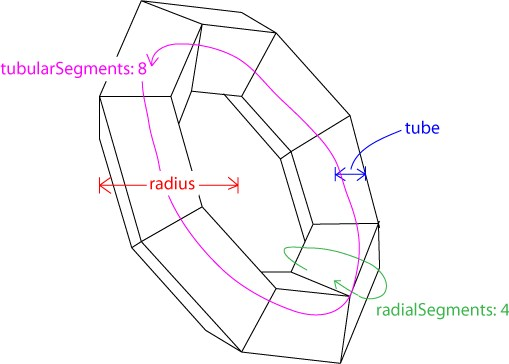 tubularSegments: 8
tube
radius
radialSegments: 4